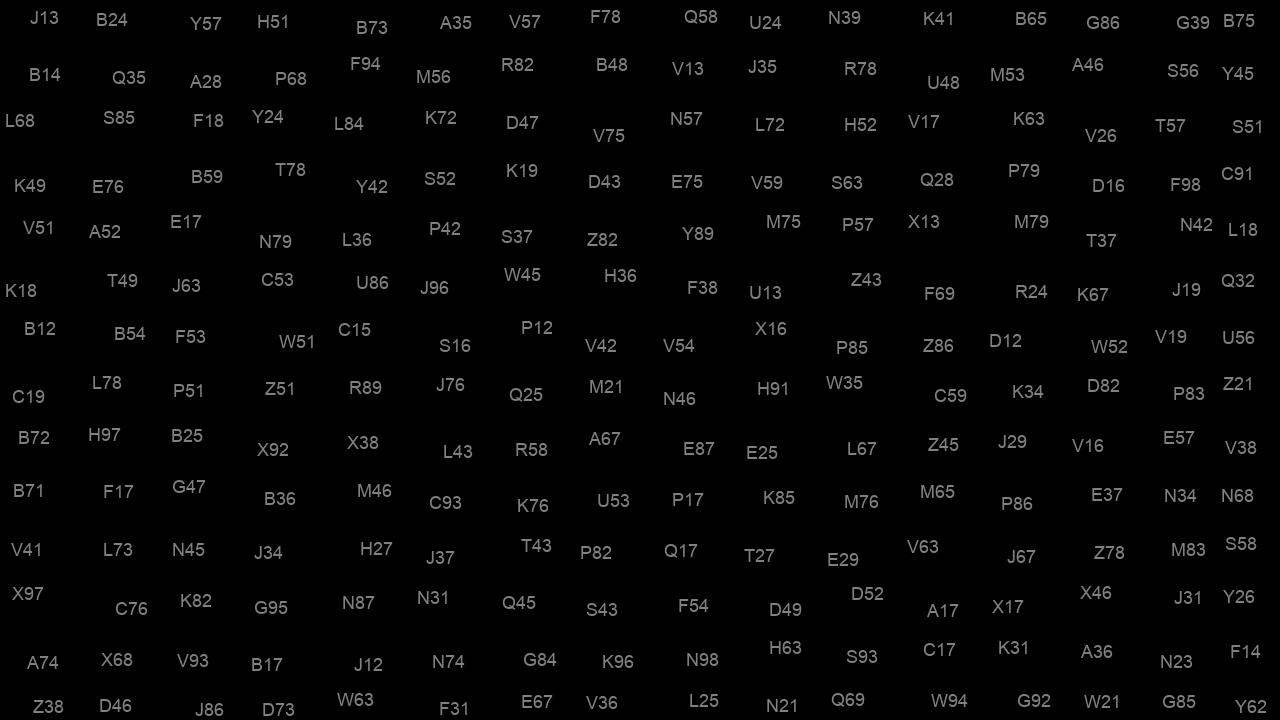 J13 B24 Y57 H51 B73 A35 V57 F78 Q58 U24 N39 K41 B65 G86 G39 B75
B14 Q35 A28 P68 F94 M56 R82 B48 V13 J35 R78 U48 M53 A46 S56 Y45
L68 S85 F18 Y24 L84 K72 D47 V75 N57 L72 H52 V17 K63 V26 T57 S51
K49 E76 B59 T78 Y42 S52 K19 D43 E75 V59 S63 Q28 P79 D16 F98 C91
V51 A52 E17 N79 L36 P42 S37 Z82 Y89 M75 P57 X13 M79 T37 N42 L18
K18 T49 J63 C53 U86 J96 W45 H36 F38 U13 Z43 F69 R24 K67 J19 Q32
B12 B54 F53 W51 C15 S16 P12 V42 V54 X16 P85 Z86 D12 W52 V19 U56
C19 L78 P51 Z51 R89 J76 Q25 M21 N46 H91 W35 C59 K34 D82 P83 Z21
B72 H97 B25 X92 X38 L43 R58 A67 E87 E25 L67 Z45 J29 V16 E57 V38
B71 F17 G47 B36 M46 C93 K76 U53 P17 K85 M76 M65 P86 E37 N34 N68
V41 L73 N45 J34 H27 J37 T43 P82 Q17 T27 E29 V63 J67 Z78 M83 S58
X97 C76 K82 G95 N87 N31 Q45 S43 F54 D49 D52 A17 X17 X46 J31 Y26
A74 X68 V93 B17 J12 N74 G84 K96 N98 H63 S93 C17 K31 A36 N23 F14
Z38 D46 J86 D73 W63 F31 E67 V36 L25 N21 Q69 W94 G92 W21 G85 Y62